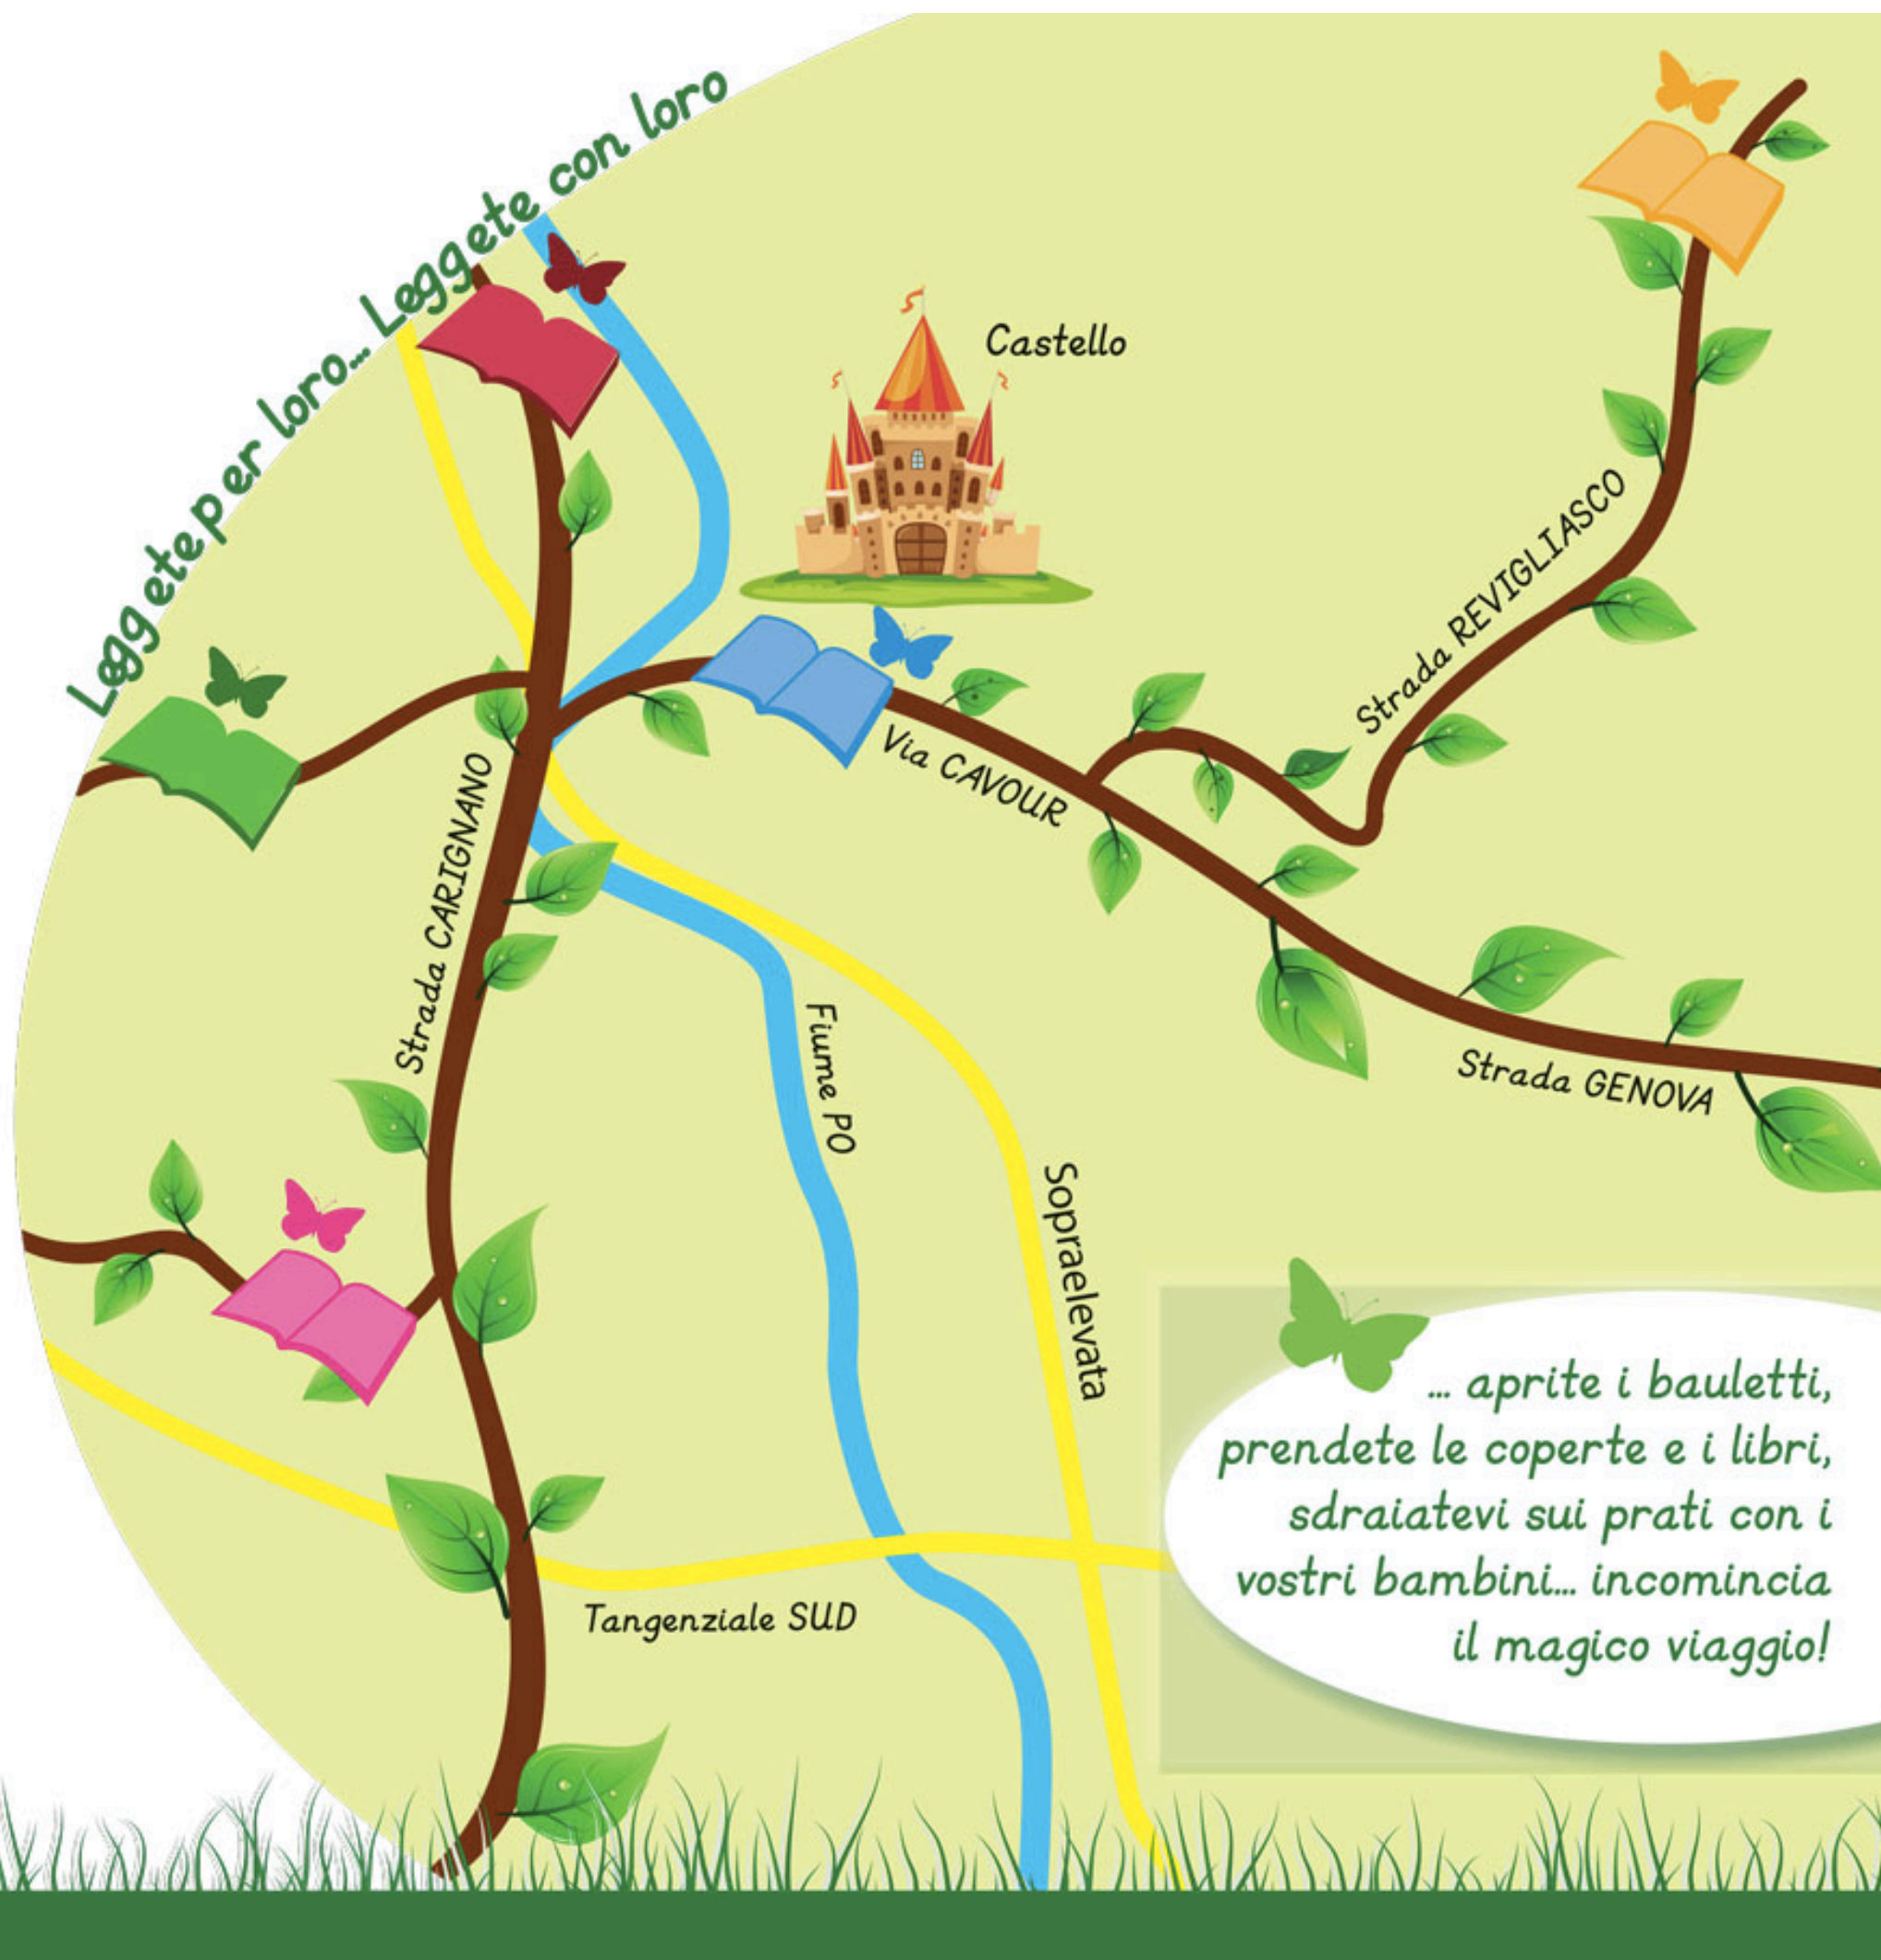 Leggete per loro... Leggete con loro
Castello
Strada REVIGLIASCO
Via CAVOUR
Strada CARIGNANO
Fiume PO
Strada GENOVA
Sopraelevata
Tangenziale SUD
... aprite i bauletti,
prendete le coperte e i libri,
sdraiatevi sui prati con i
vostri bambini... incomincia
il magico viaggio!